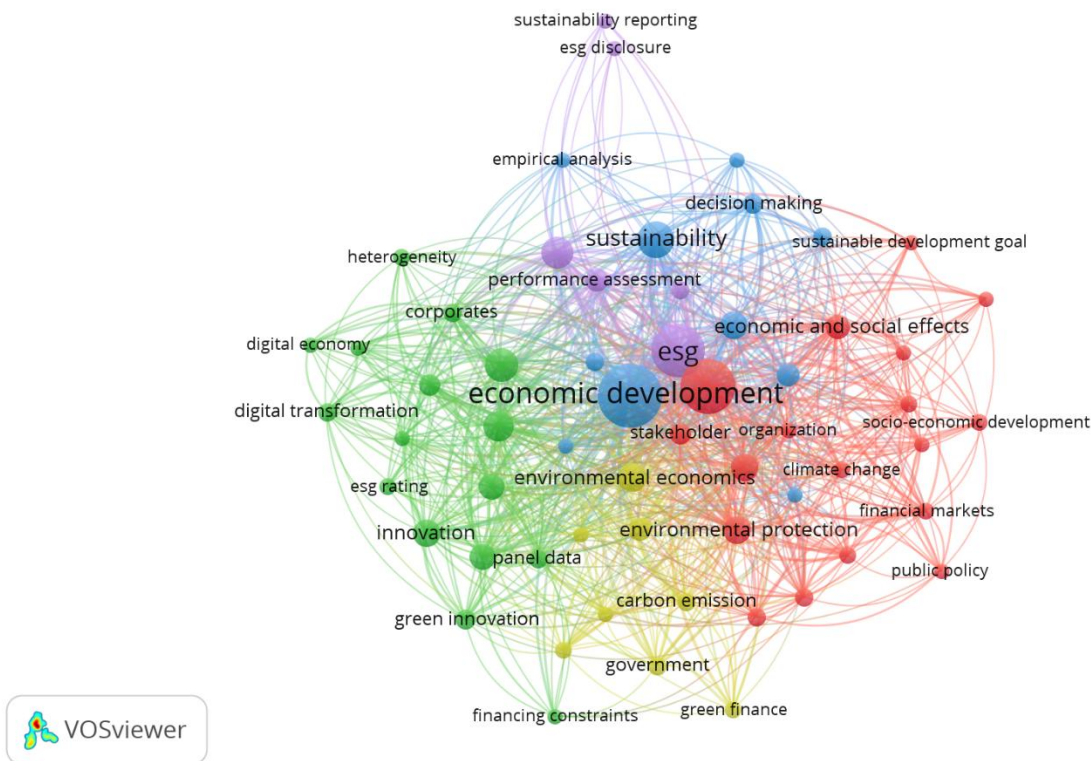 sustainability reporting
esg disclosure
empirical analysis
decision making
sustainability
sustainable development goal
heterogeneity
performance assessment
corporates
economic and social effects
digital economy
esg
economic development
digital transformation
stakeholder
organization
socio-economic development
environmental economics
climate change
esg rating
financial markets
innovation
environmental protection
panel data
public policy
carbon emission
green innovation
government
financing constraints
green finance
VOSviewer